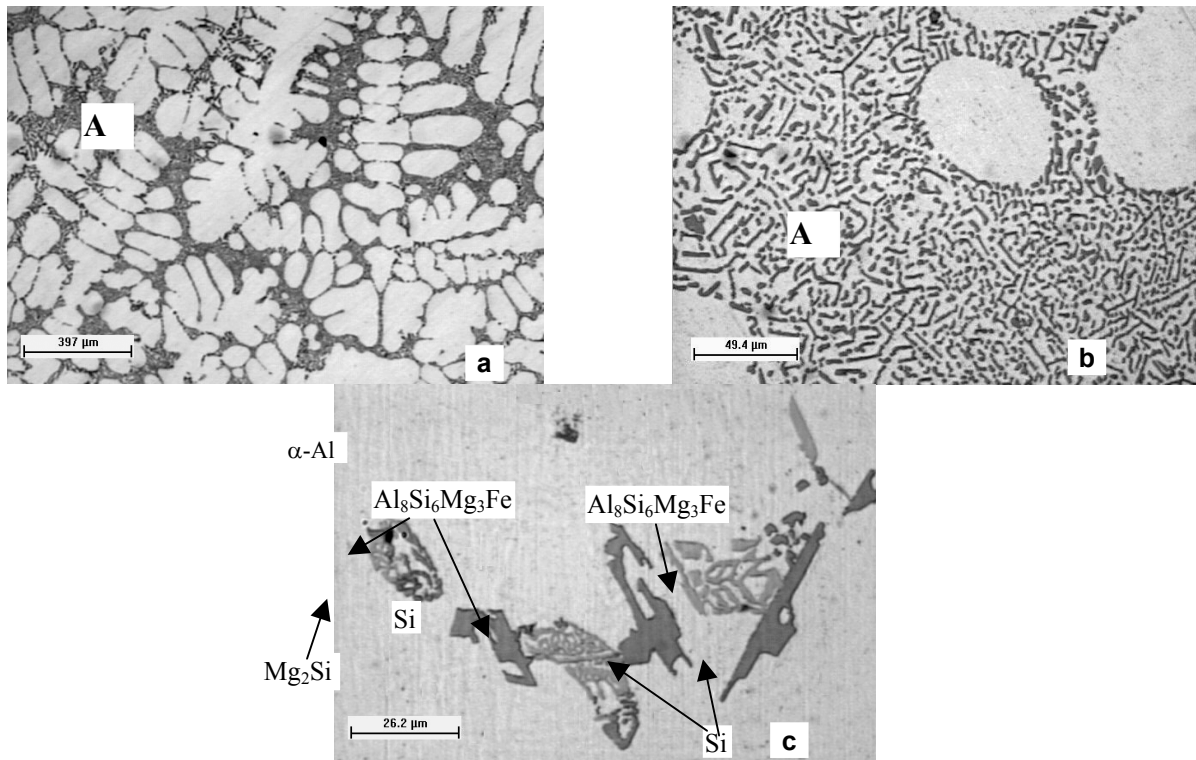 A
397 µm
a
A
49.4 µm
b
α-Al
Al₈Si₆Mg₃Fe
Al₈Si₆Mg₃Fe
Si
Mg₂Si
26.2 µm
Si
c